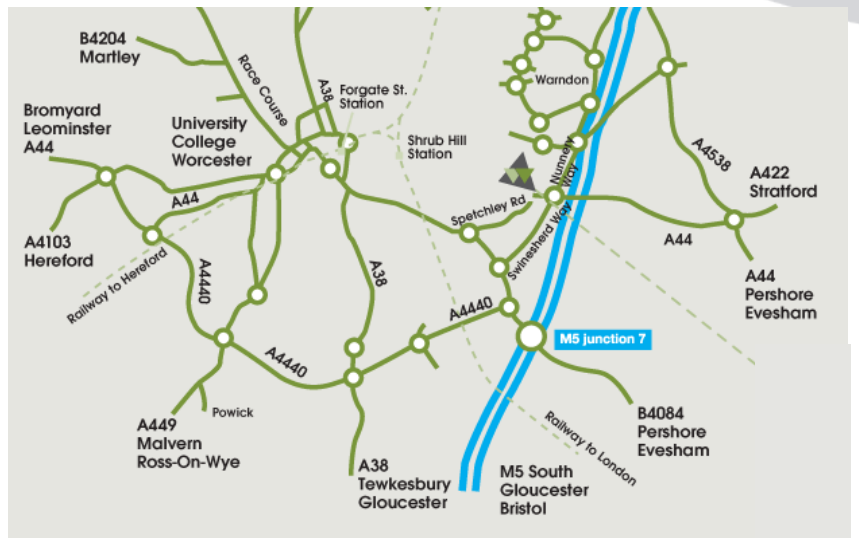 B4204
Martley
Race Course
A38
Forgate St.
Station
Warndon
Bromyard
Leominster
A44
University
College
Worcester
Shrub Hill
Station
Nunnery
Way
A4538
A422
Stratford
A44
Spetchley Rd
Swinesherd Way
A44
A4103
Hereford
Railway to Hereford
A4440
A38
A4440
A44
Pershore
Evesham
M5 junction 7
A4440
Powick
A449
Malvern
Ross-On-Wye
A38
Tewkesbury
Gloucester
M5 South
Gloucester
Bristol
Railway to London
B4084
Pershore
Evesham